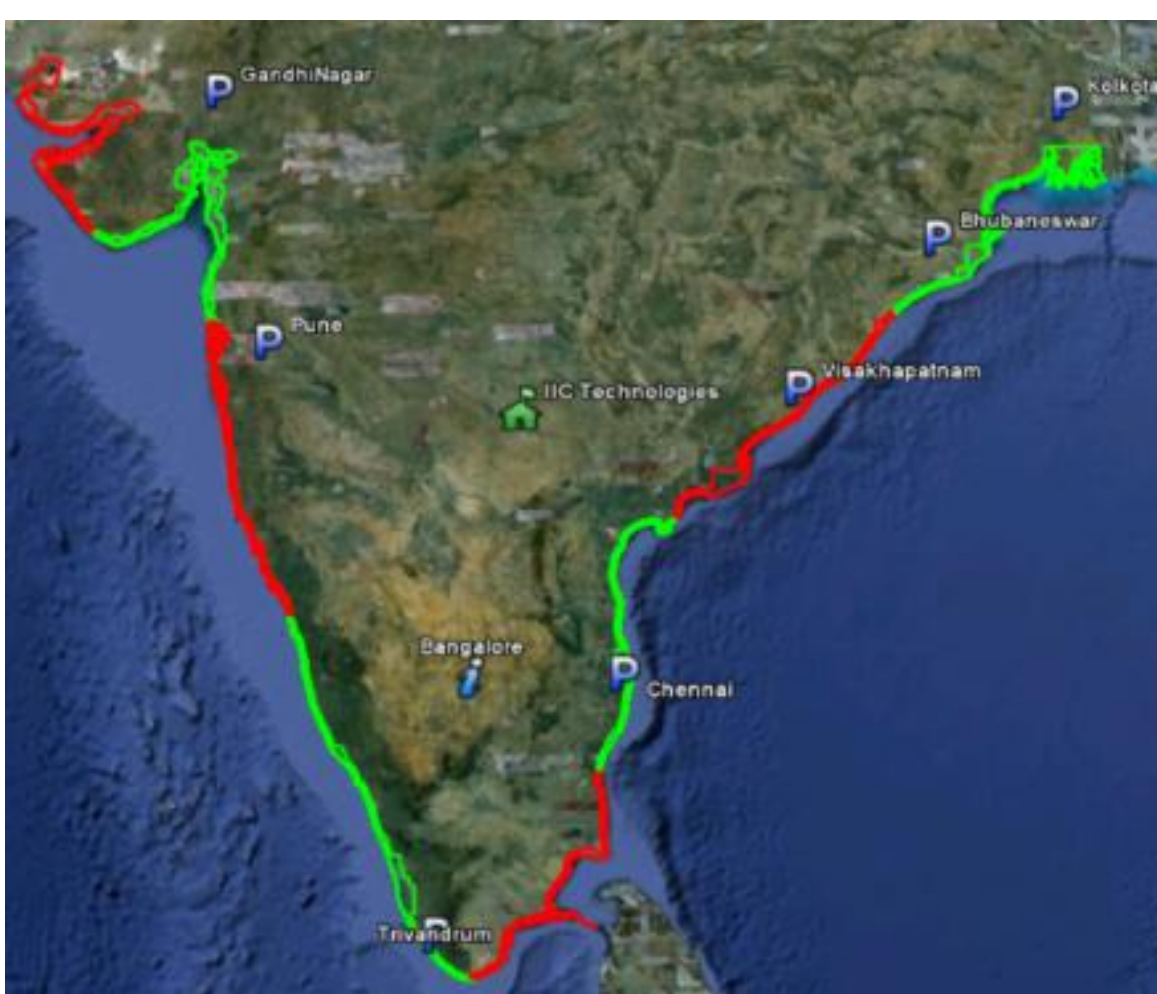 GandhiNagar
Kolkota
Bhubaneswar
Pune
Visakhapatnam
IIC Technologies
Bangalore
Chennai
Trivandrum